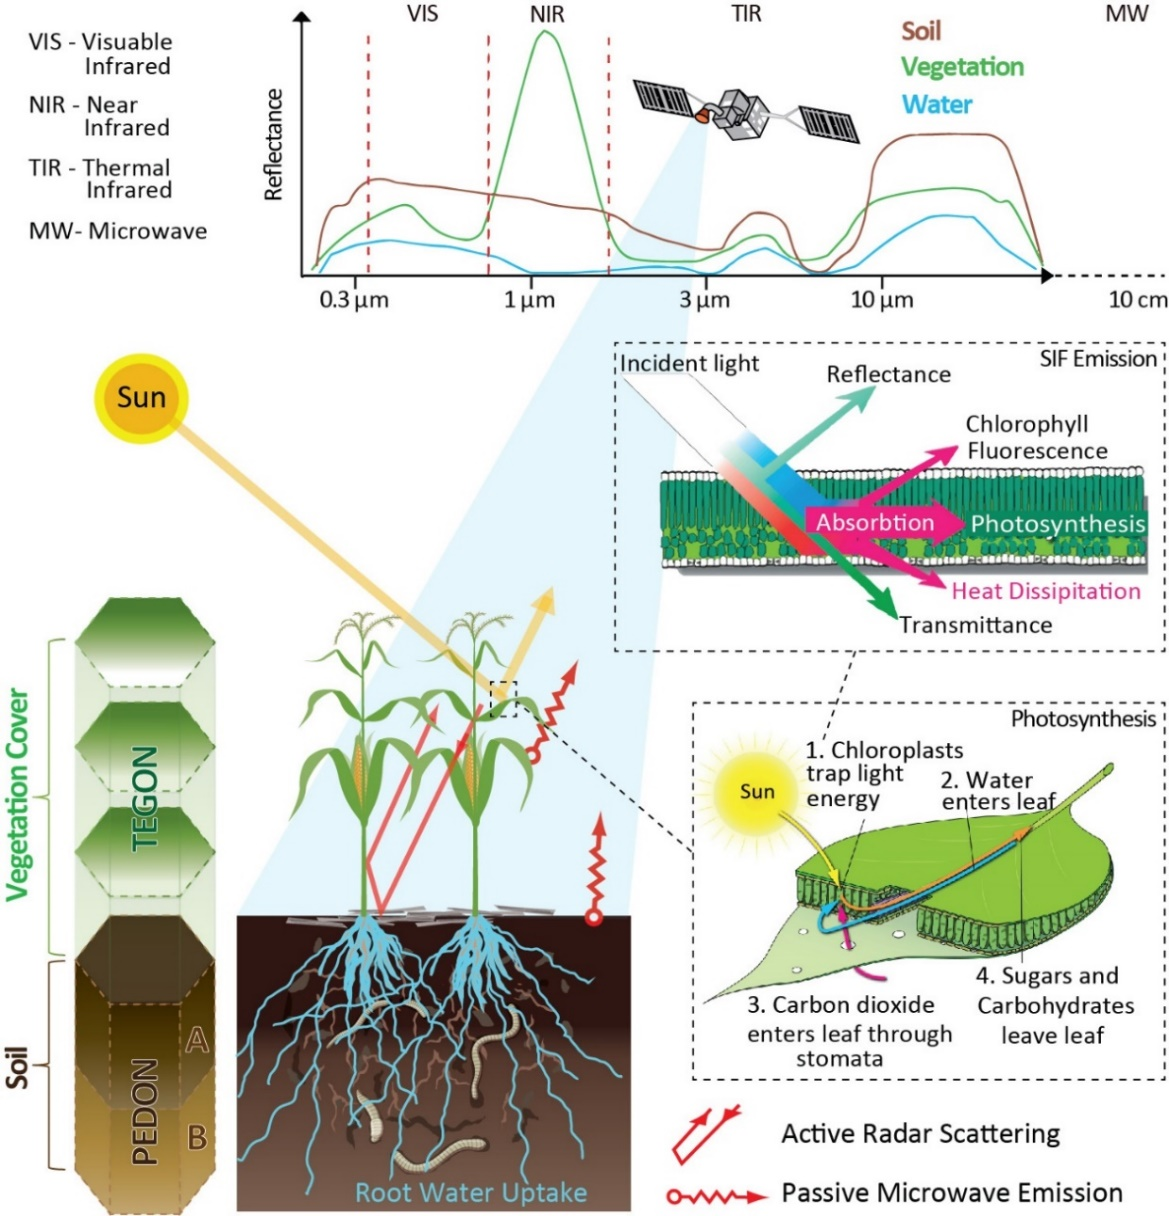 VIS
NIR
TIR
MW
VIS - Visuable
Infrared
NIR - Near
Infrared
TIR - Thermal
Infrared
MW- Microwave
Reflectance
Soil
Vegetation
Water
0.3 µm
1 µm
3 µm
10 µm
10 cm
Sun
SIF Emission
Incident light
Reflectance
Chlorophyll
Fluorescence
Absorbtion
Photosynthesis
Heat Dissipitation
Transmittance
Vegetation Cover
TEGON
Soil
PEDON
A
B
Root Water Uptake
Photosynthesis
Sun
1. Chloroplasts
trap light
energy
2. Water
enters leaf
3. Carbon dioxide
enters leaf through
stomata
4. Sugars and
Carbohydrates
leave leaf
Active Radar Scattering
Passive Microwave Emission